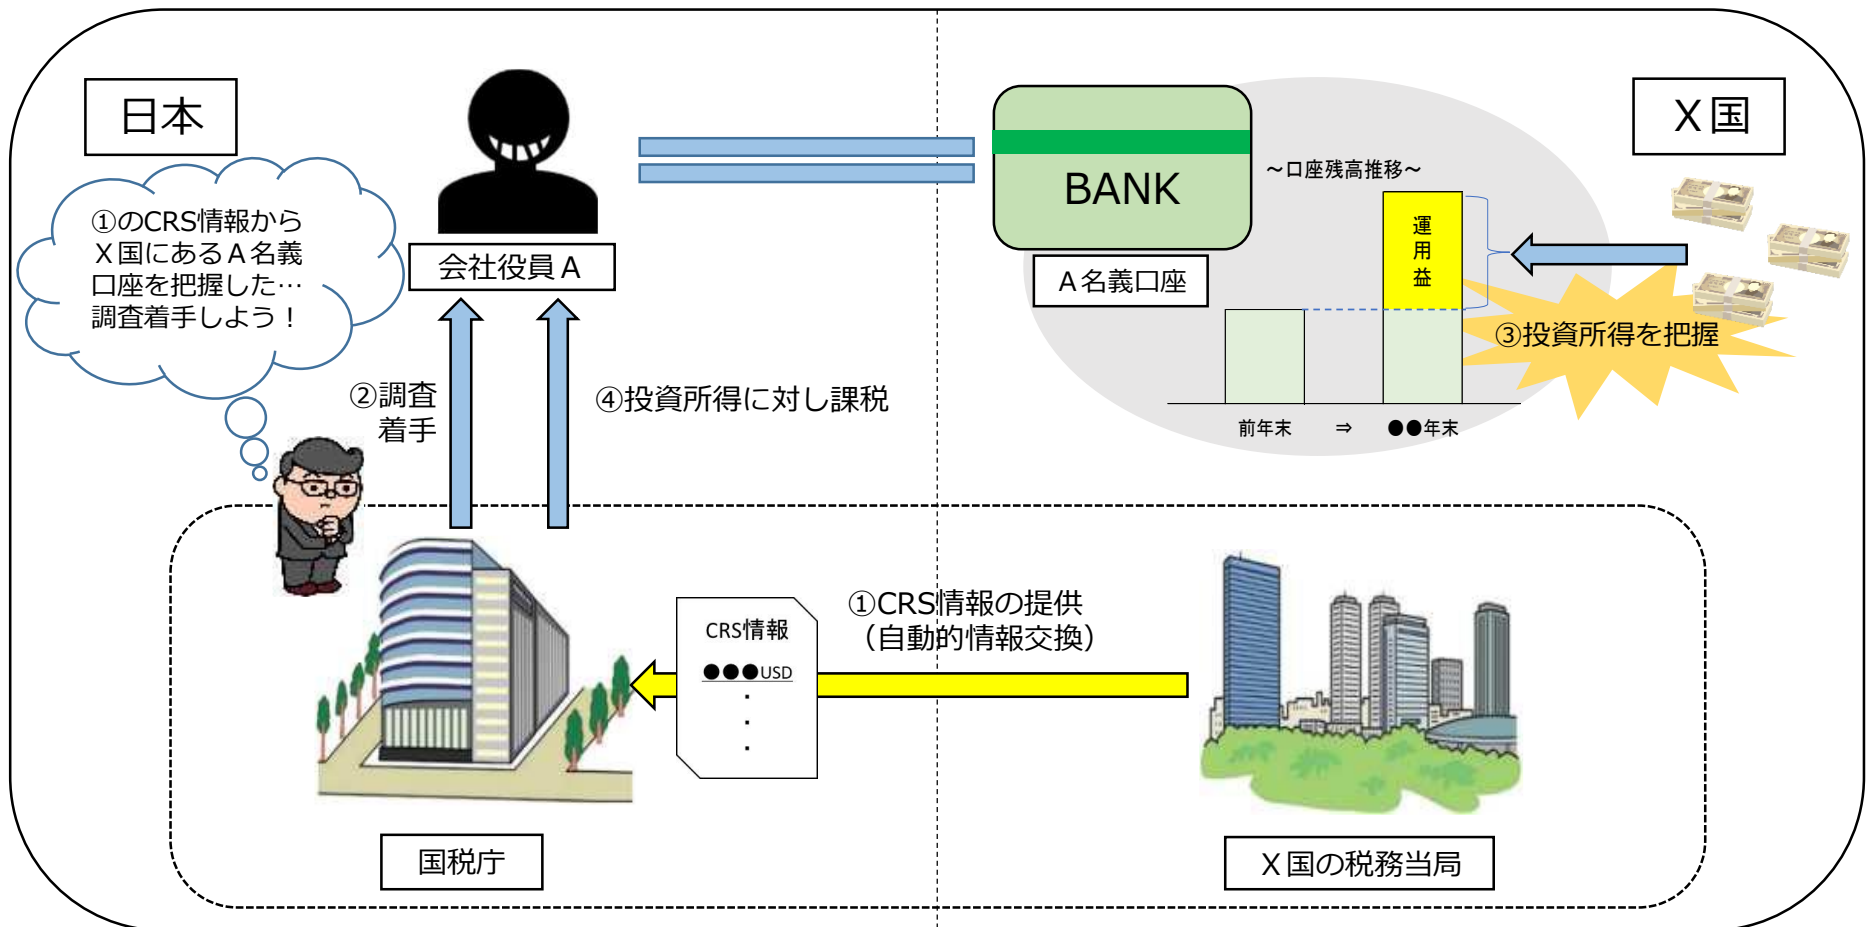 日本
X国
①のCRS情報から
X国にあるA名義
口座を把握した…
調査着手しよう！
会社役員A
BANK
A名義口座
～口座残高推移～
運
用
益
③投資所得を把握
前年末 ⇒ ●●年末
②調査
着手
④投資所得に対し課税
①CRS情報の提供
（自動的情報交換）
CRS情報
●●●USD
・
・
・
国税庁
X国の税務当局